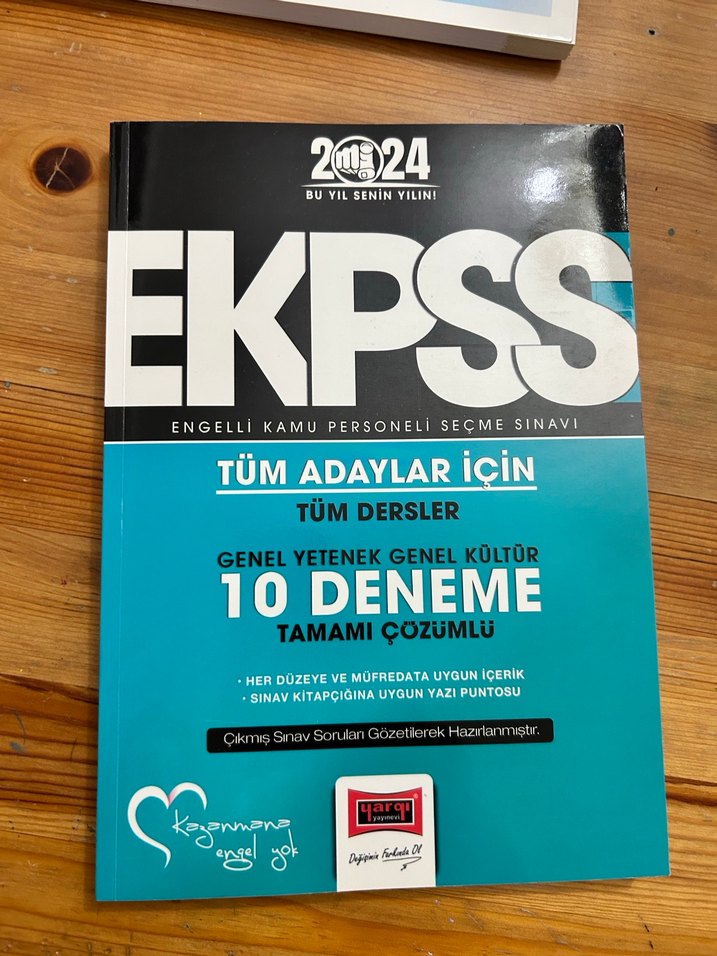 2024
BU YIL SENİN YILIN!
EKPSS
ENGELLİ KAMU PERSONELİ SEÇME SINAVI
TÜM ADAYLAR İÇİN
TÜM DERSLER
GENEL YETENEK GENEL KÜLTÜR
10 DENEME
TAMAMI ÇÖZÜMLÜ
• HER DÜZEYE VE MÜFREDATA UYGUN İÇERİK
• SINAV KİTAPÇIĞINA UYGUN YAZI PUNTOSU
Çıkmış Sınav Soruları Gözetilerek Hazırlanmıştır.
Kazanmana
engel yok
yargı
yayınevi
Değişimin Farkında Ol